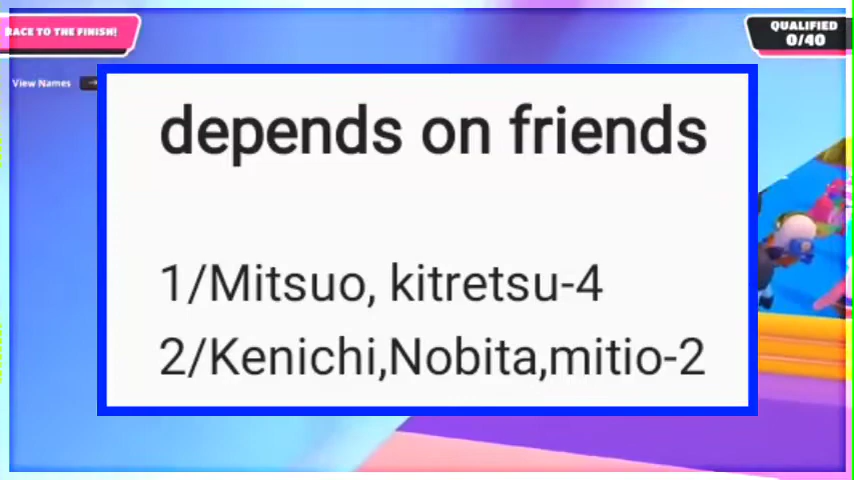 RACE TO THE FINISH!
QUALIFIED
0/40
View Names
depends on friends
1/Mitsuo, kitretsu-4
2/Kenichi,Nobita,mitio-2